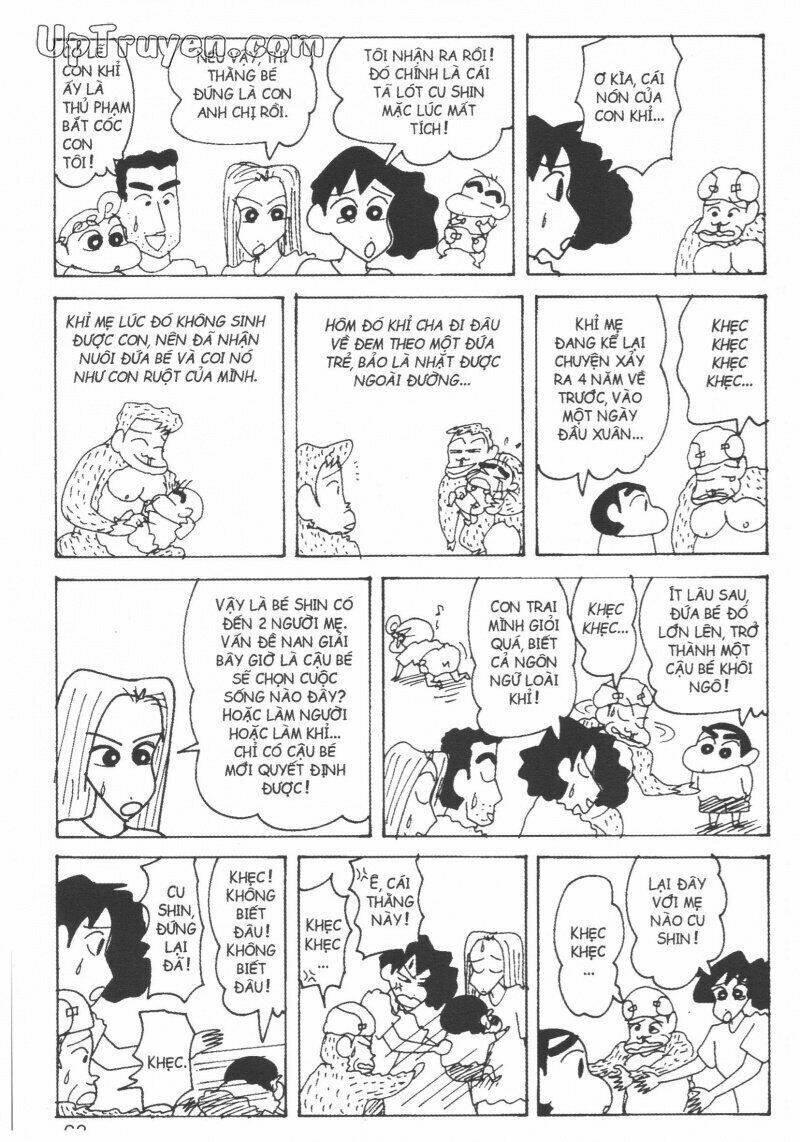 UpTruyen.com
Ơ KÌA, CÁI
NÓN CỦA
CON KHỈ...
TÔI NHẬN RA RỒI!
ĐÓ CHÍNH LÀ CÁI
TÃ LÓT CU SHIN
MẶC LÚC MẤT
TÍCH!
NẾU VẬY, THÌ
THẰNG BÉ
ĐÚNG LÀ CON
ANH CHỊ RỒI.
LẼ
CON KHỈ
ẤY LÀ
THỦ PHẠM
BẮT CÓC
CON
TÔI!
KHẸC
KHẸC
KHẸC
KHẸC...
KHỈ MẸ
ĐANG KỂ LẠI
CHUYỆN XẢY
RA 4 NĂM VỀ
TRƯỚC, VÀO
MỘT NGÀY
ĐẦU XUÂN...
HÔM ĐÓ KHỈ CHA ĐI ĐÂU
VỀ ĐEM THEO MỘT ĐỨA
TRẺ, BẢO LÀ NHẶT ĐƯỢC
NGOÀI ĐƯỜNG...
KHỈ MẸ LÚC ĐÓ KHÔNG SINH
ĐƯỢC CON, NÊN ĐÃ NHẬN
NUÔI ĐỨA BÉ VÀ COI NÓ
NHƯ CON RUỘT CỦA MÌNH.
ÍT LÂU SAU,
ĐỨA BÉ ĐÓ
LỚN LÊN, TRỞ
THÀNH MỘT
CẬU BÉ KHÔI
NGÔ!
KHẸC
KHẸC...
CON TRAI
MÌNH GIỎI
QUÁ, BIẾT
CẢ NGÔN
NGỮ LOÀI
KHỈ!
VẬY LÀ BÉ SHIN CÓ
ĐẾN 2 NGƯỜI MẸ.
VẤN ĐỀ NAN GIẢI
BÂY GIỜ LÀ CẬU BÉ
SẼ CHỌN CUỘC
SỐNG NÀO ĐÂY?
HOẶC LÀM NGƯỜI
HOẶC LÀM KHỈ...
CHỈ CÓ CẬU BÉ
MỚI QUYẾT ĐỊNH
ĐƯỢC!
LẠI ĐÂY
VỚI MẸ
NÀO CU
SHIN!
KHẸC
KHẸC
...
Ê, CÁI
THẰNG
NÀY!
KHẸC
KHẸC...
KHẸC!
KHÔNG
BIẾT
ĐÂU!
KHÔNG
BIẾT
ĐÂU!
CU
SHIN,
ĐỨNG
LẠI
ĐÃ!
KHẸC.